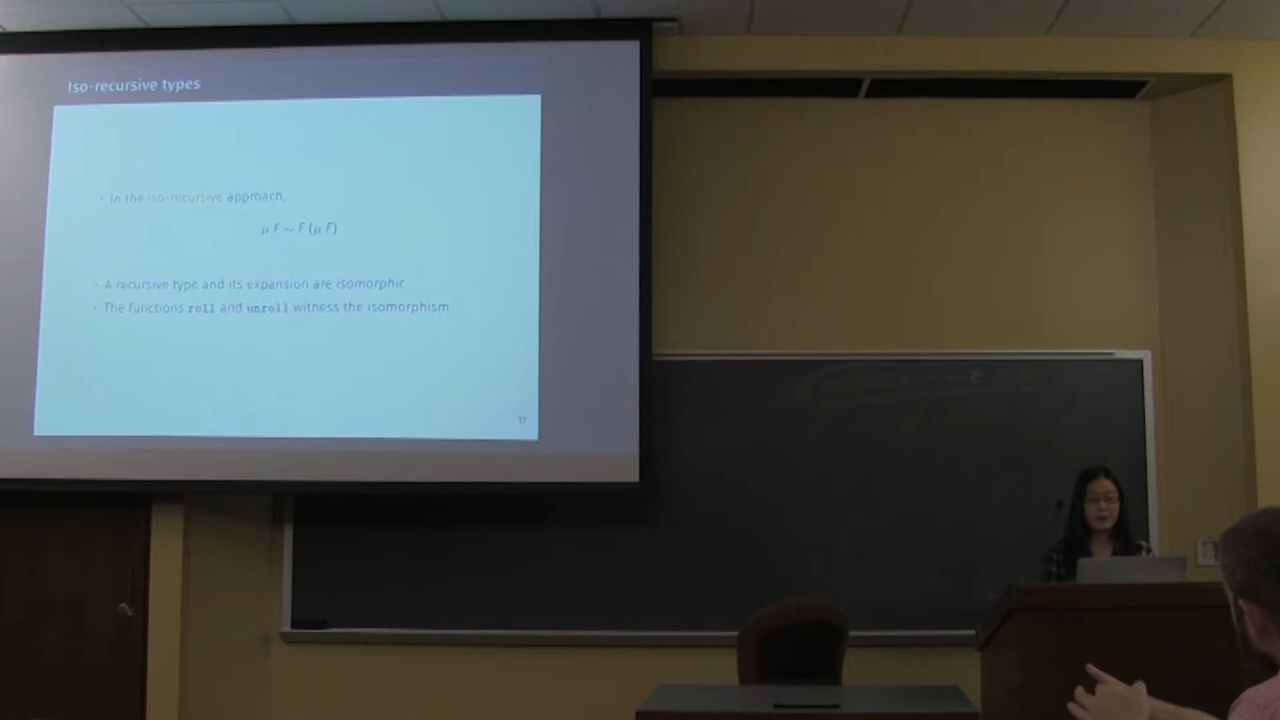 Iso-recursive types
· In the iso-recursive approach,
μ F ∼ F (μ F)
· A recursive type and its expansion are isomorphic
· The functions roll and unroll witness the isomorphism
17